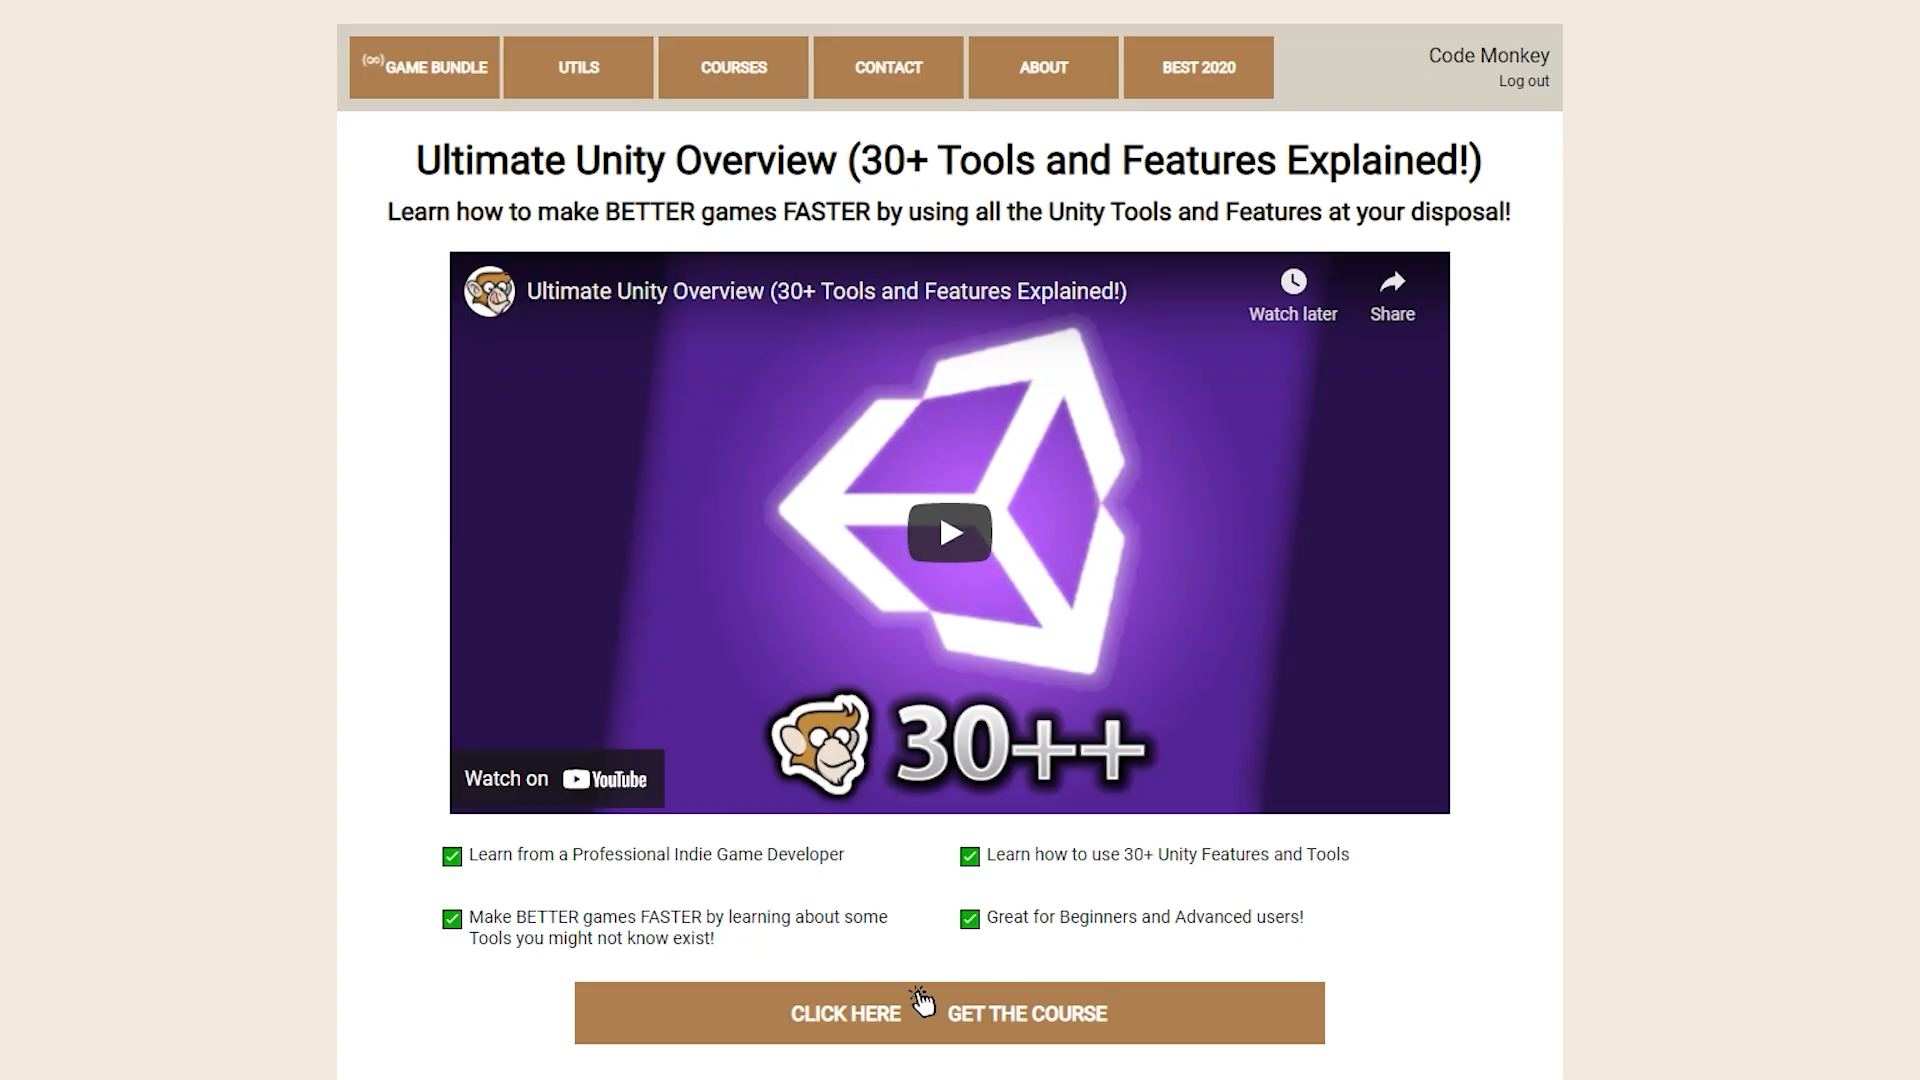 GAME BUNDLE
UTILS
COURSES
CONTACT
ABOUT
BEST 2020
Code Monkey
Log out
Ultimate Unity Overview (30+ Tools and Features Explained!)
Learn how to make BETTER games FASTER by using all the Unity Tools and Features at your disposal!
Ultimate Unity Overview (30+ Tools and Features Explained!)
Watch later
Share
30++
Watch on YouTube
Learn from a Professional Indie Game Developer
Learn how to use 30+ Unity Features and Tools
Make BETTER games FASTER by learning about some
Tools you might not know exist!
Great for Beginners and Advanced users!
CLICK HERE GET THE COURSE